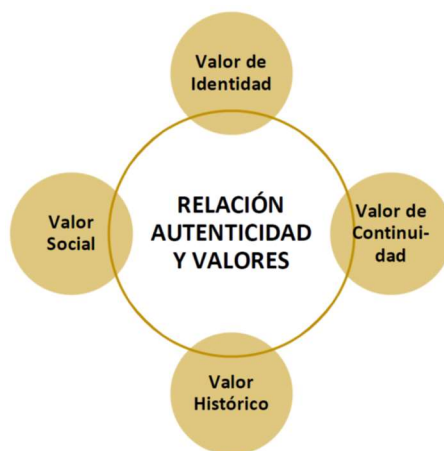 Valor de
Identidad
Valor
Social
RELACIÓN
AUTENTICIDAD
Y VALORES
Valor de
Continui-
dad
Valor
Histórico